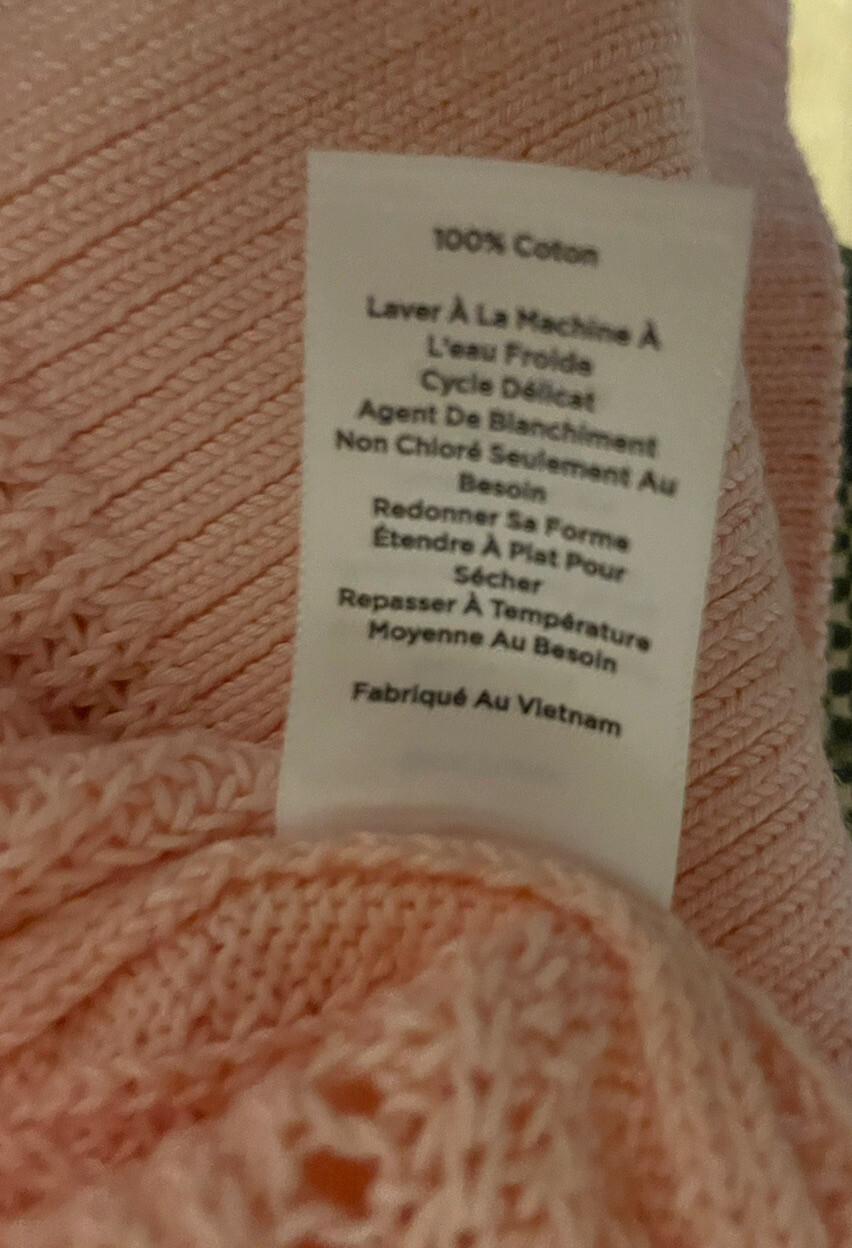 100% Coton
Laver À La Machine À
L'eau Froide
Cycle Délicat
Agent De Blanchiment
Non Chloré Seulement Au
Besoin
Redonner Sa Forme
Étendre À Plat Pour
Sécher
Repasser À Température
Moyenne Au Besoin
Fabriqué Au Vietnam